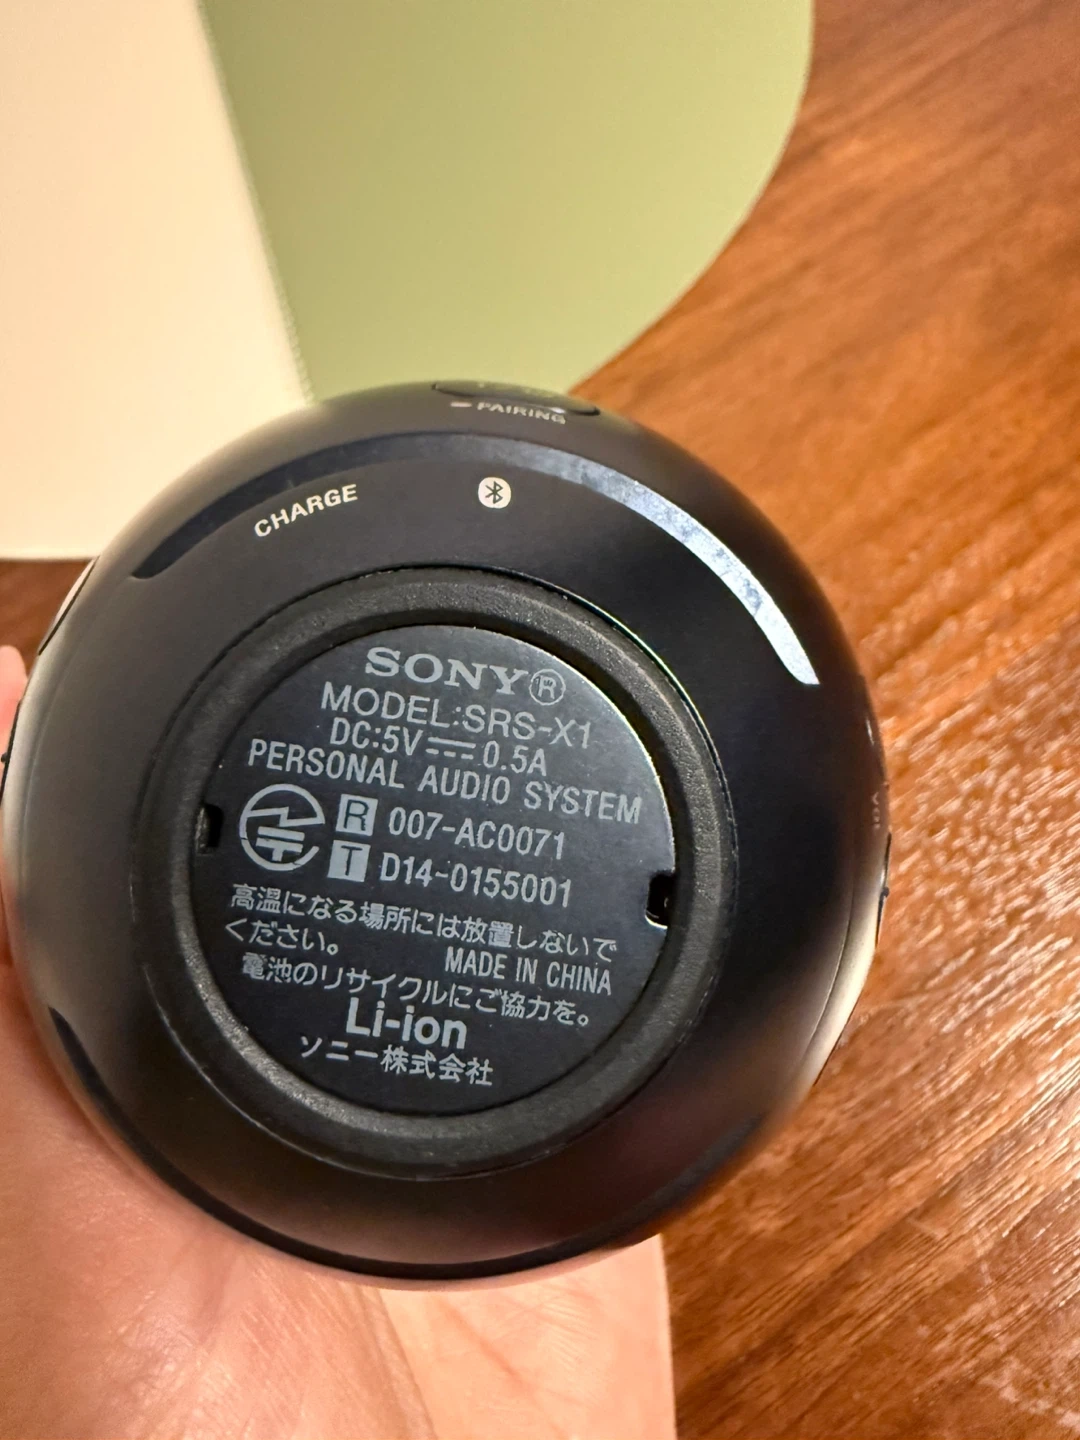 PAIRING
CHARGE
SONY®
MODEL:SRS-X1
DC:5V⎓0.5A
PERSONAL AUDIO SYSTEM
R 007-AC0071
T D14-0155001
高温になる場所には放置しないで
ください。
MADE IN CHINA
電池のリサイクルにご協力を。
Li-ion
ソニー株式会社